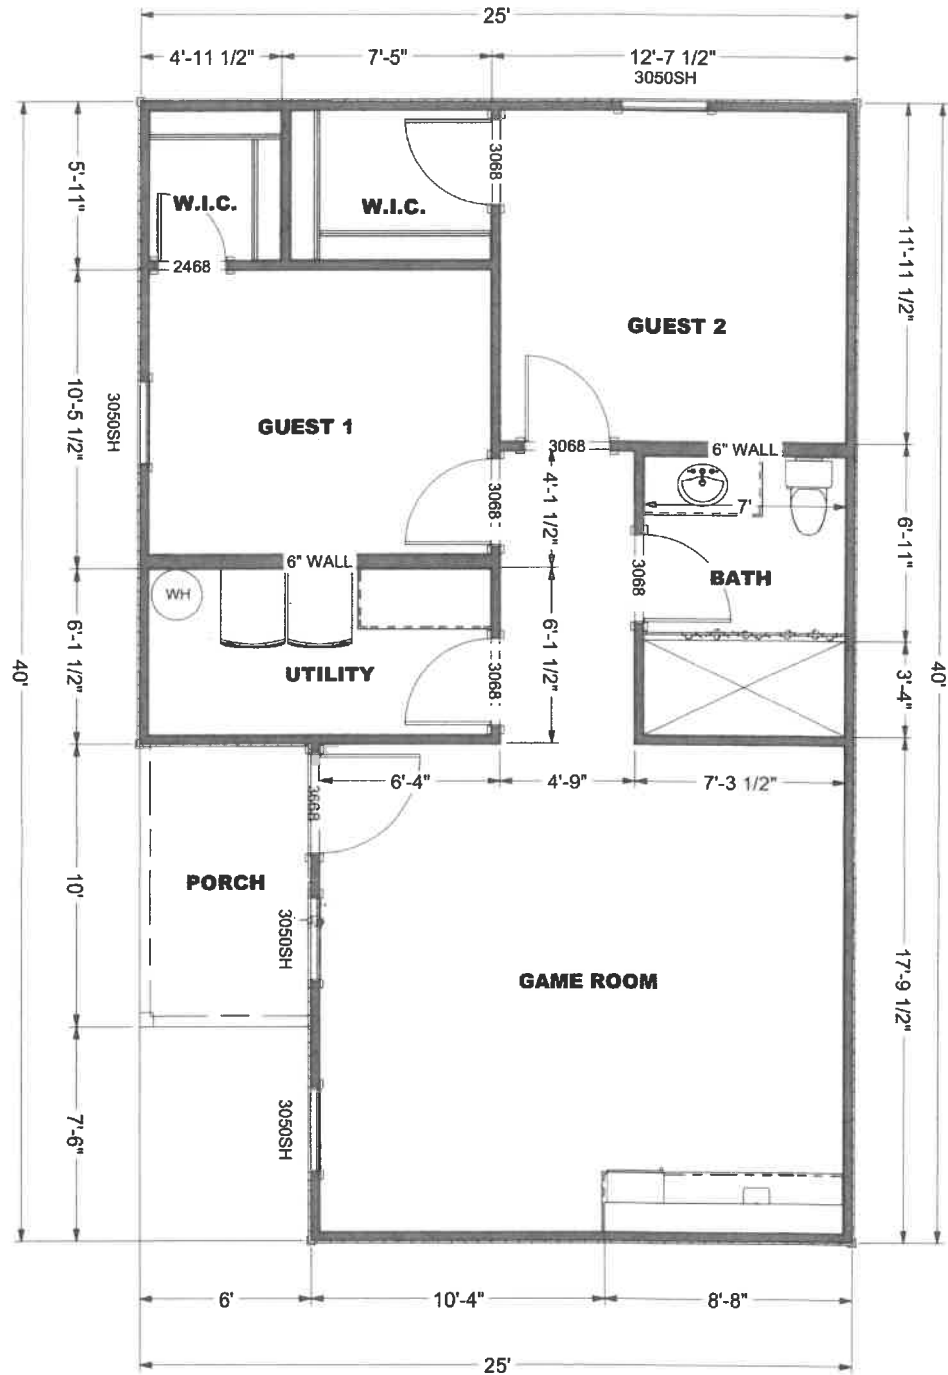 25'
4'-11 1/2"
7'-5"
12'-7 1/2"
3050SH
5'-11"
W.I.C.
W.I.C.
3068
2468
11'-11 1/2"
GUEST 2
10'-5 1/2"
3050SH
GUEST 1
3068
6" WALL
3068
4'-1 1/2"
7'
6'-11"
6" WALL
WH
3068
BATH
6'-1 1/2"
UTILITY
3068
6'-1 1/2"
3'-4"
40'
40'
6'-4"
4'-9"
7'-3 1/2"
3668
10'
PORCH
3050SH
GAME ROOM
17'-9 1/2"
7'-6"
3050SH
6'
10'-4"
8'-8"
25'